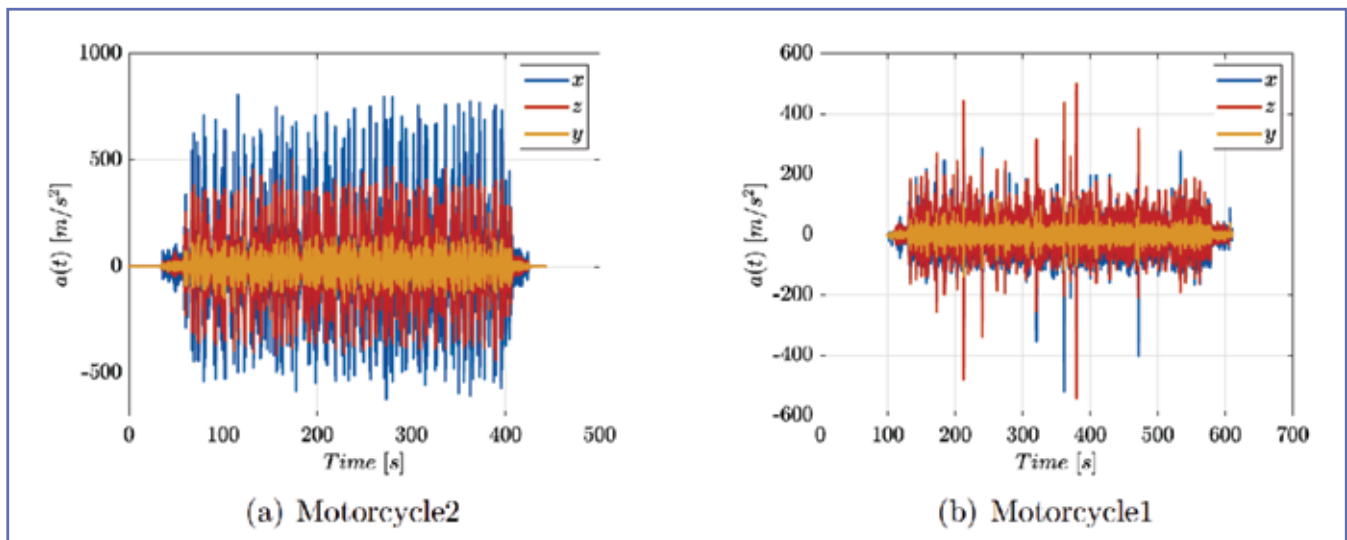 1000
500
0
-500
a(t) [m/s²]
0 100 200 300 400 500
Time [s]
x
z
y
(a) Motorcycle2
600
400
200
0
-200
-400
-600
a(t) [m/s²]
0 100 200 300 400 500 600 700
Time [s]
x
z
y
(b) Motorcycle1